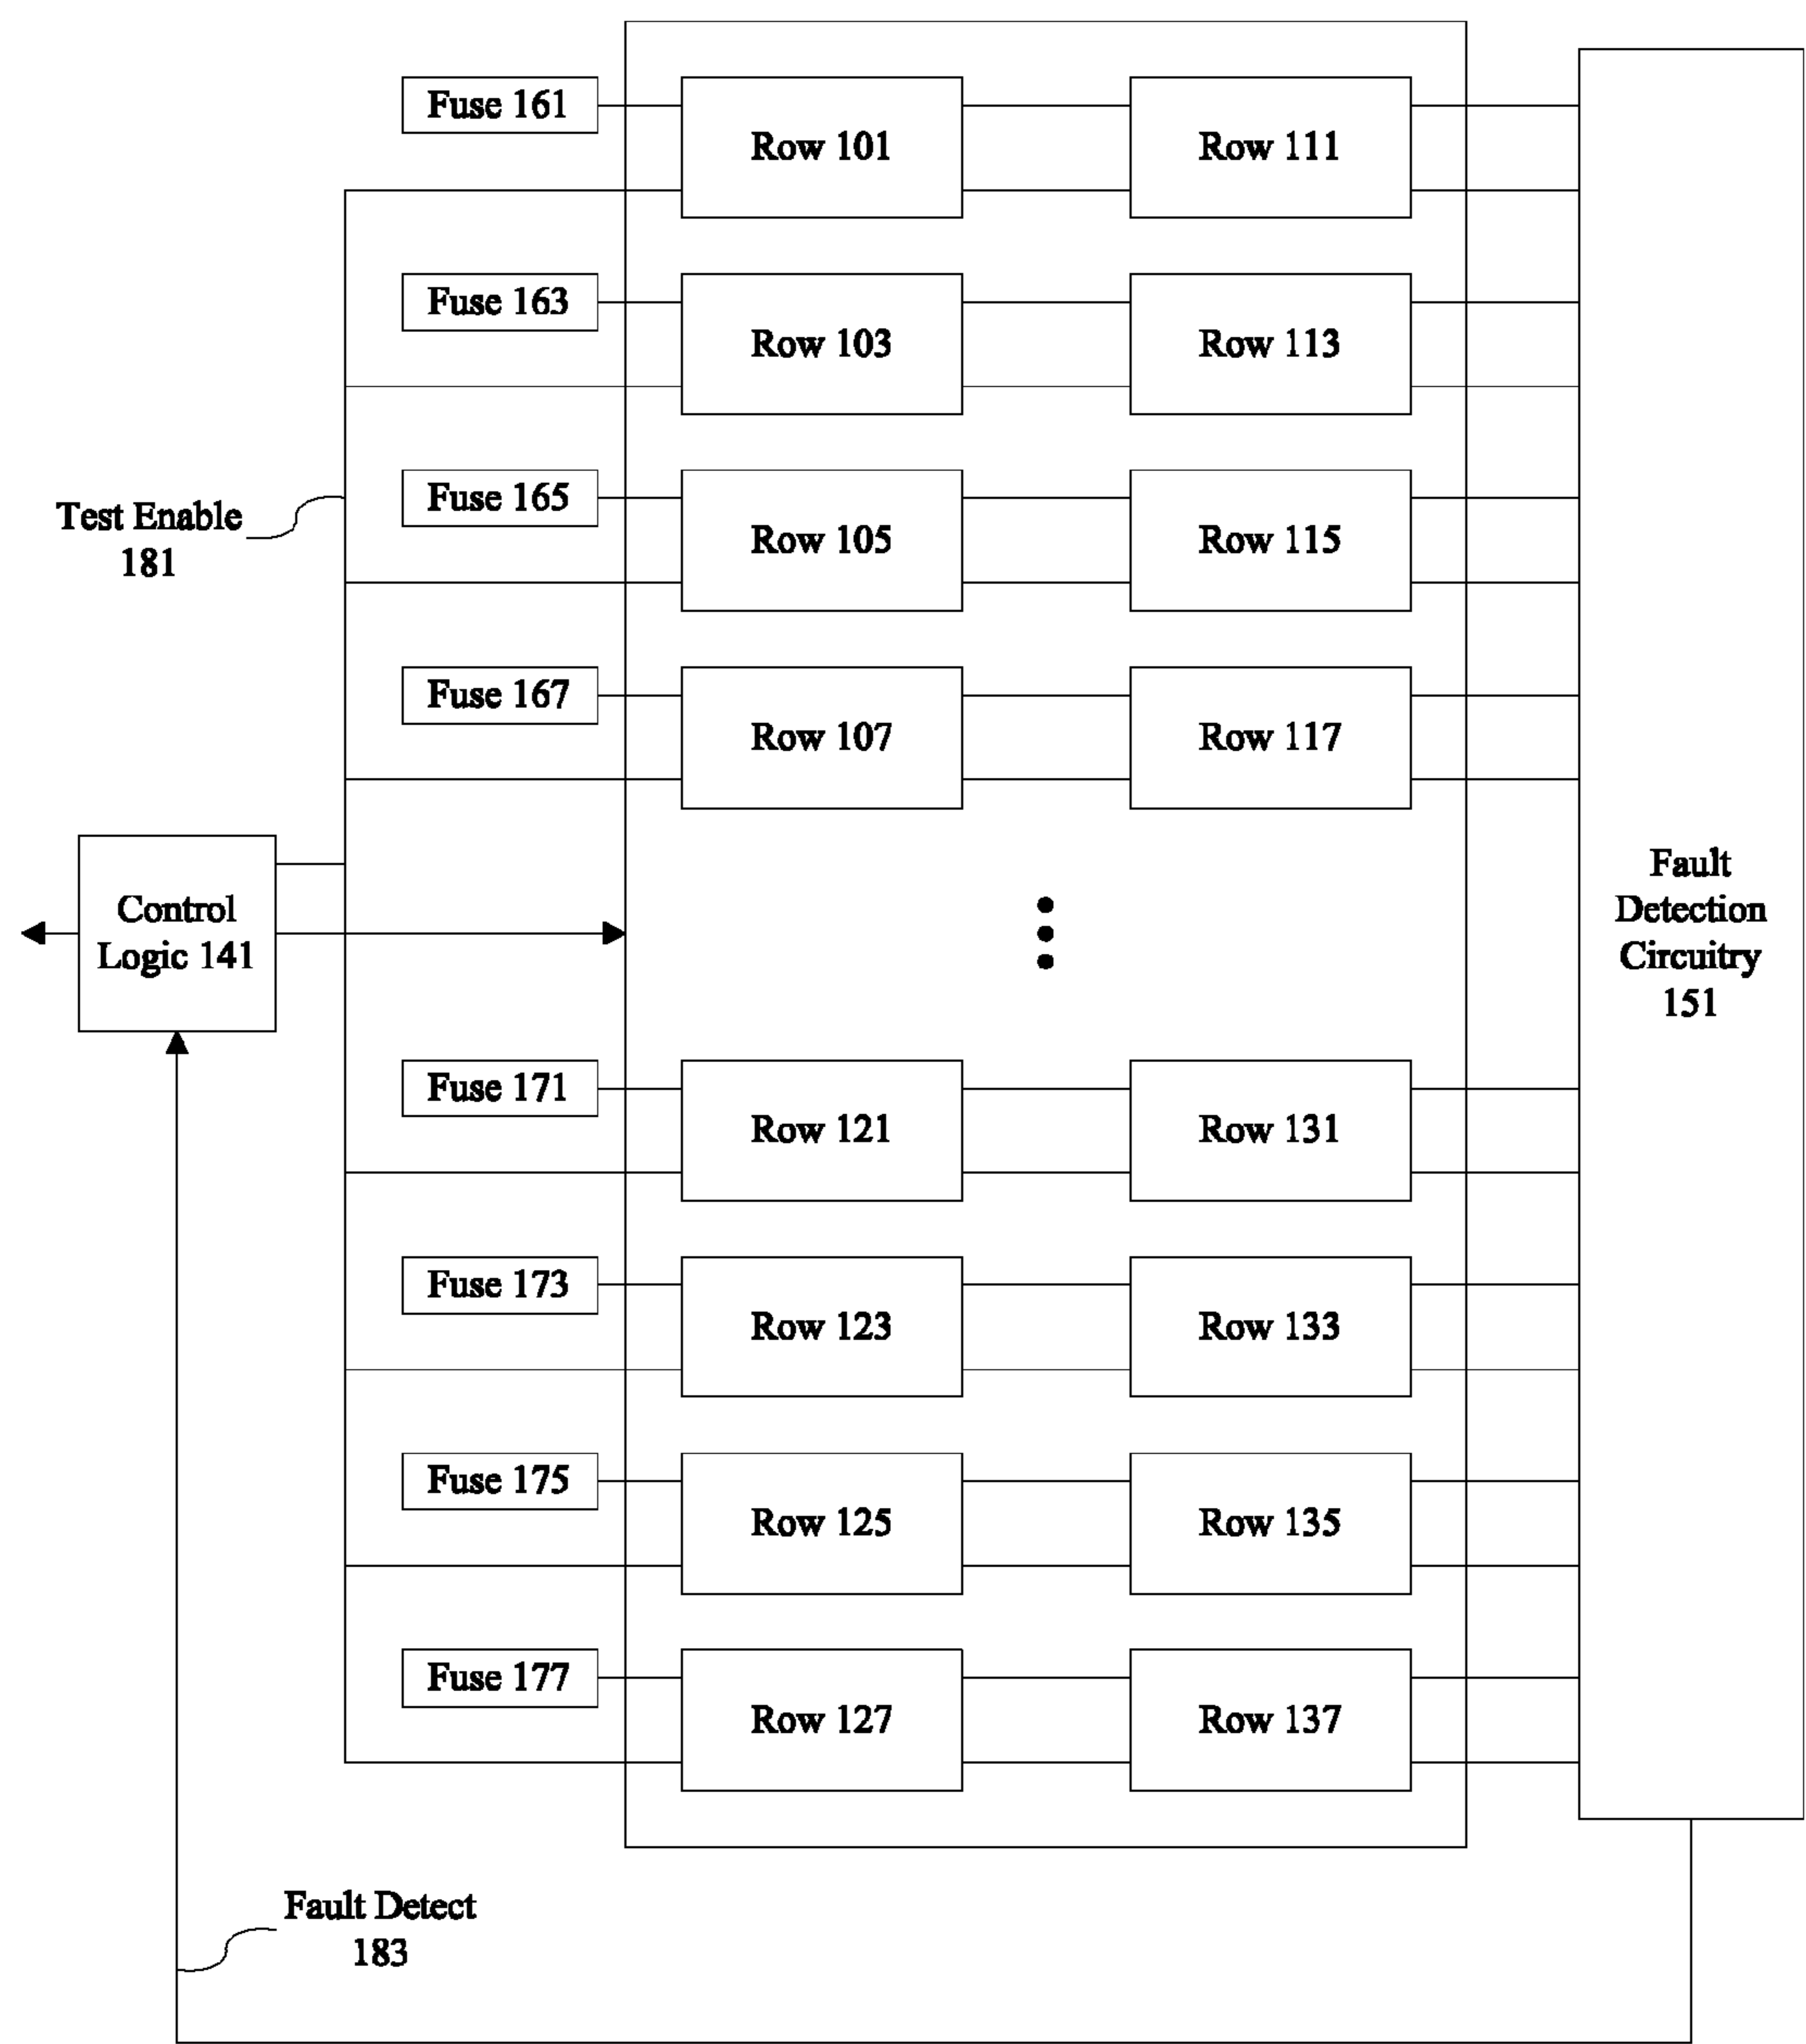 Fuse 161
Row 101
Row 111
Fuse 163
Row 103
Row 113
Test Enable
181
Fuse 165
Row 105
Row 115
Fuse 167
Row 107
Row 117
Control
Logic 141
Fault
Detection
Circuitry
151
Fuse 171
Row 121
Row 131
Fuse 173
Row 123
Row 133
Fuse 175
Row 125
Row 135
Fuse 177
Row 127
Row 137
Fault Detect
183